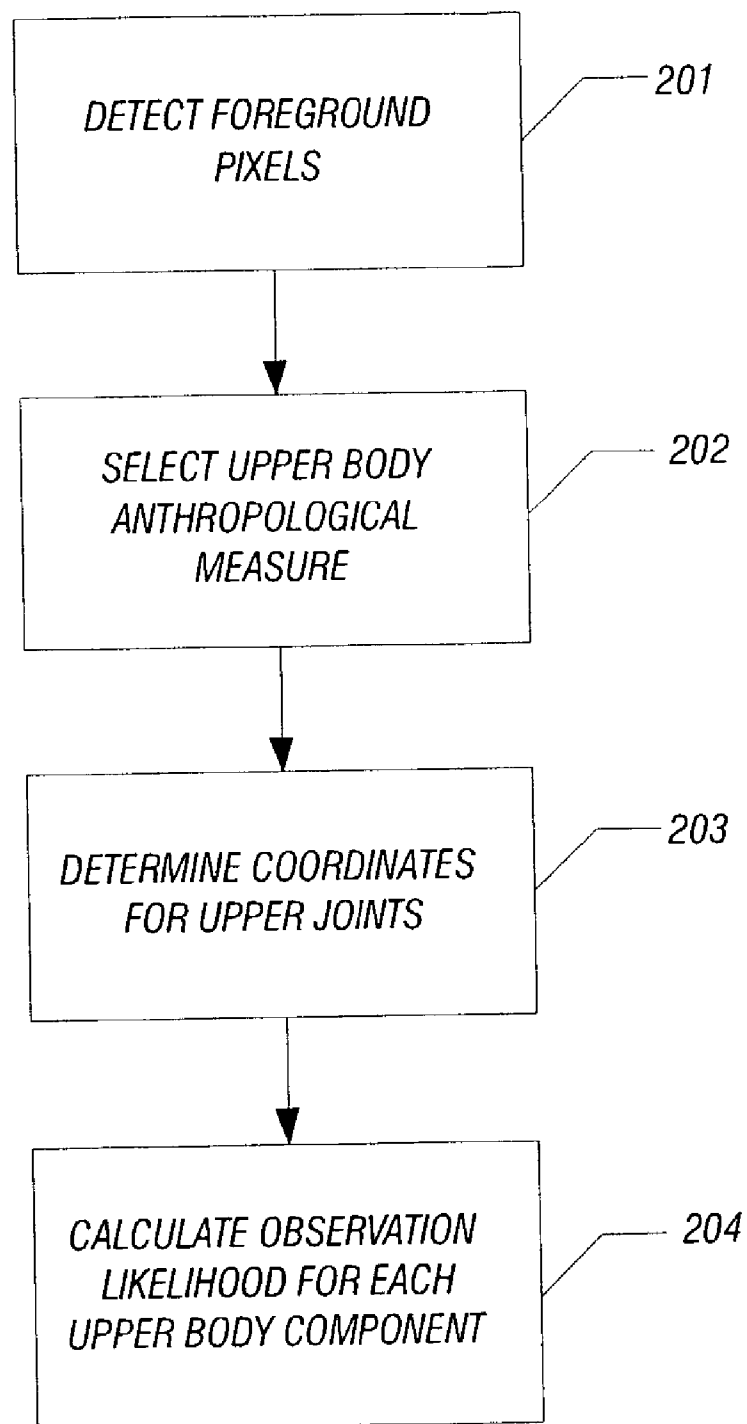 DETECT FOREGROUND
PIXELS
201
SELECT UPPER BODY
ANTHROPOLOGICAL
MEASURE
202
DETERMINE COORDINATES
FOR UPPER JOINTS
203
CALCULATE OBSERVATION
LIKELIHOOD FOR EACH
UPPER BODY COMPONENT
204